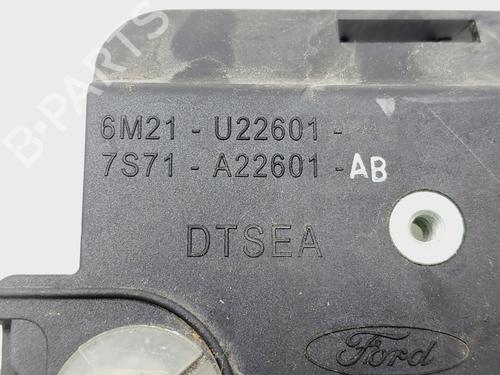 B-PARTS
6M21 - U22601 -
7S71 - A22601 - AB
DTSEA
Ford